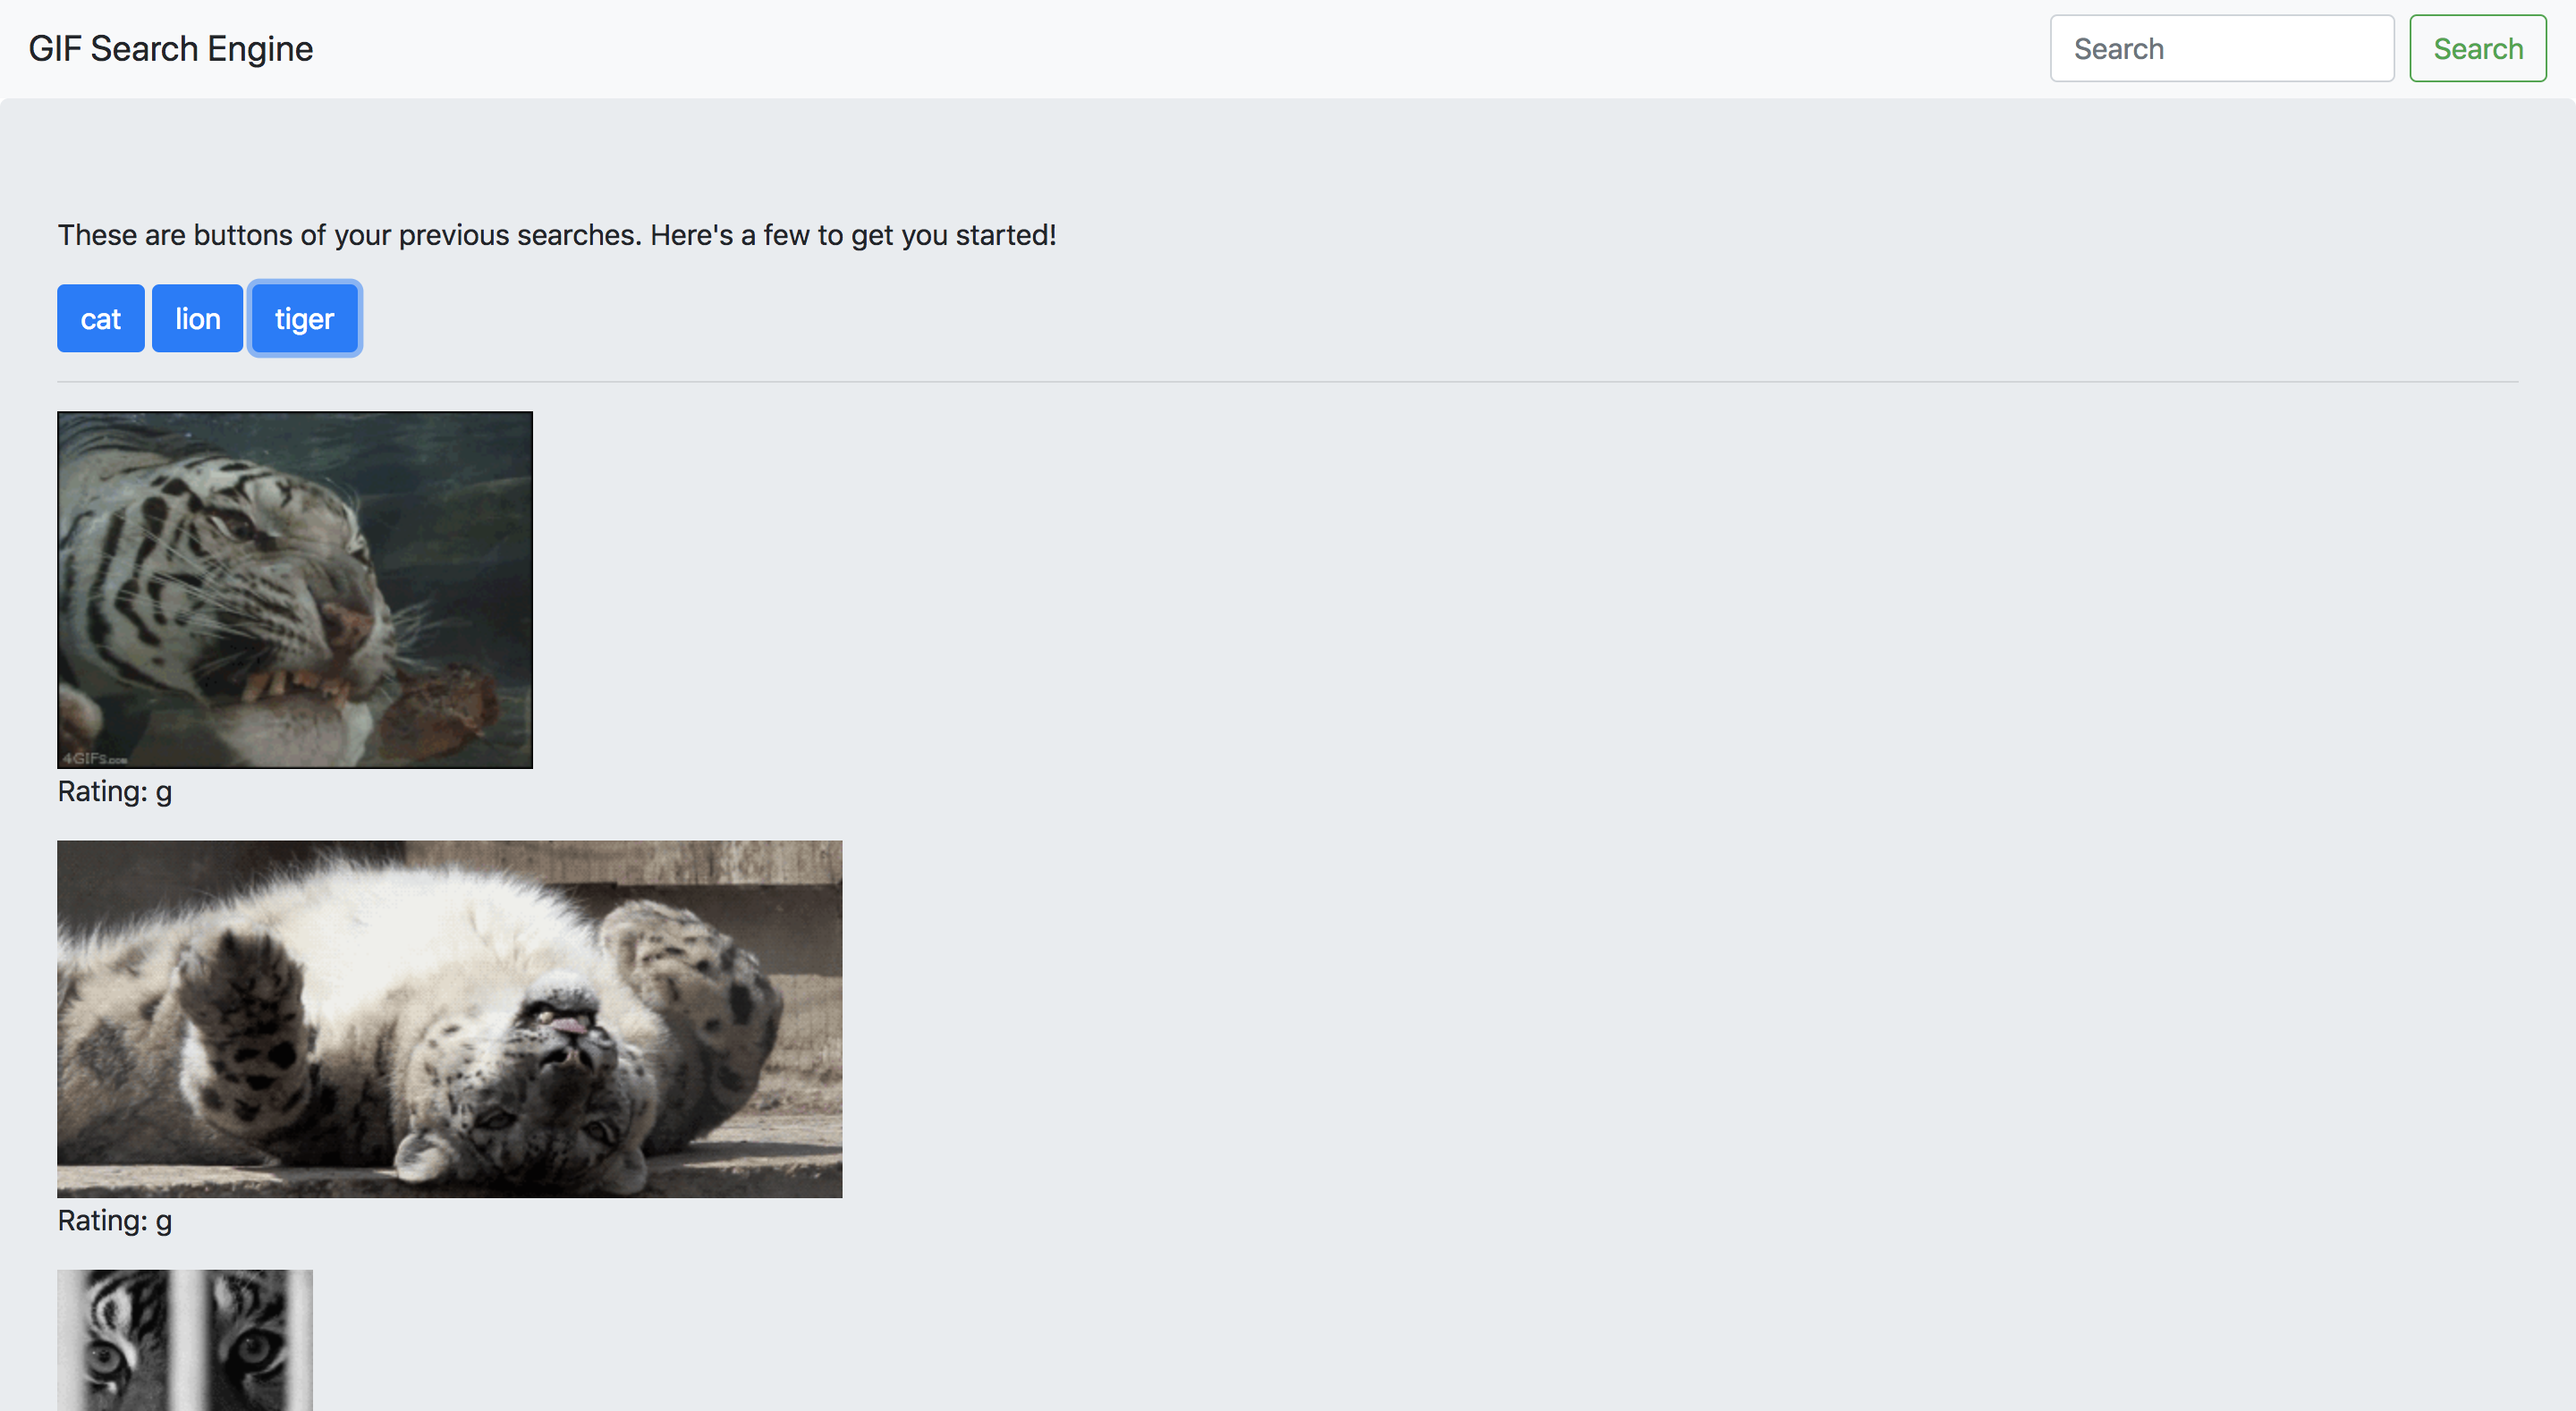 GIF Search Engine
Search
Search
These are buttons of your previous searches. Here's a few to get you started!
cat
lion
tiger
4GIFs.com
Rating: g
Rating: g